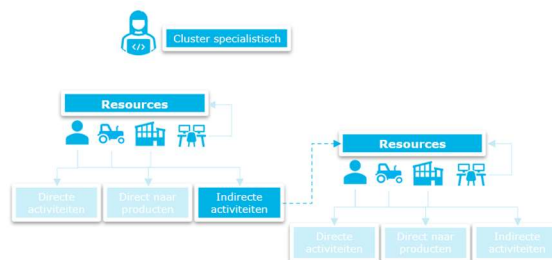 Cluster specialistisch
Resources
Resources
Directe
activiteiten
Direct naar
producten
Indirecte
activiteiten
Directe
activiteiten
Direct naar
producten
Indirecte
activiteiten